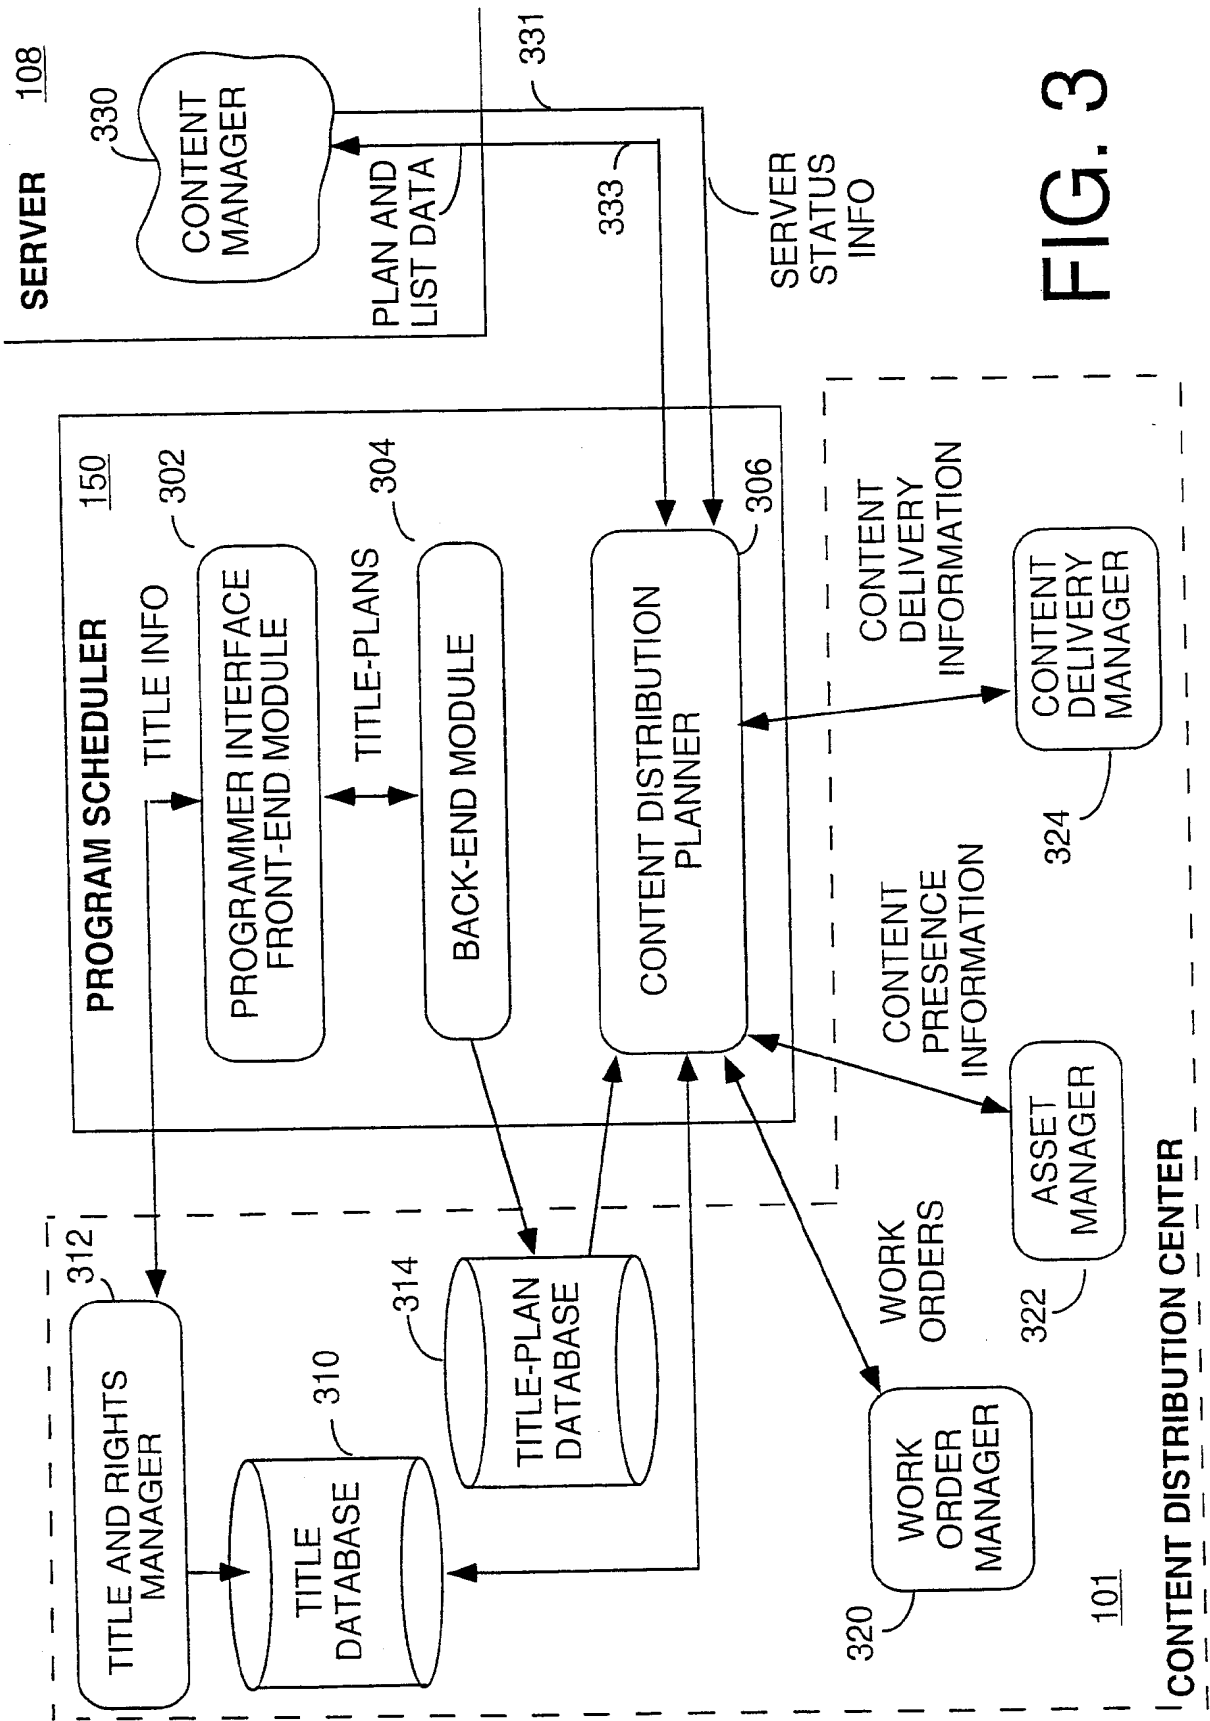 SERVER 108
330
CONTENT
MANAGER
PLAN AND
LIST DATA
331
333
SERVER
STATUS
INFO
PROGRAM SCHEDULER 150
TITLE INFO
302
PROGRAMMER INTERFACE
FRONT-END MODULE
TITLE-PLANS
304
BACK-END MODULE
CONTENT DISTRIBUTION
PLANNER
306
312
TITLE AND RIGHTS
MANAGER
310
TITLE
DATABASE
314
TITLE-PLAN
DATABASE
WORK
ORDERS
CONTENT
PRESENCE
INFORMATION
CONTENT
DELIVERY
INFORMATION
WORK
ORDER
MANAGER
320
ASSET
MANAGER
322
CONTENT
DELIVERY
MANAGER
324
101
CONTENT DISTRIBUTION CENTER
FIG. 3